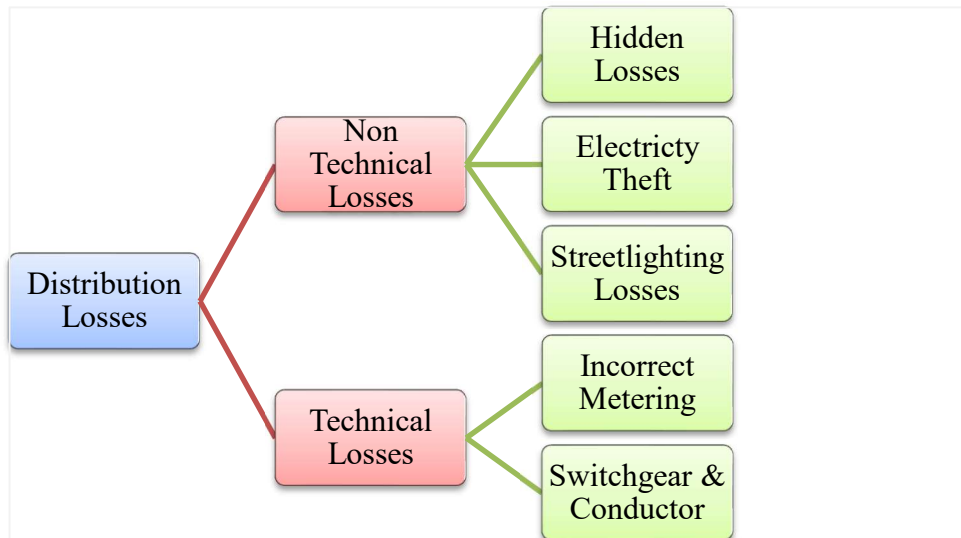 Hidden
Losses
Non
Technical
Losses
Electricty
Theft
Streetlighting
Losses
Distribution
Losses
Incorrect
Metering
Technical
Losses
Switchgear &
Conductor